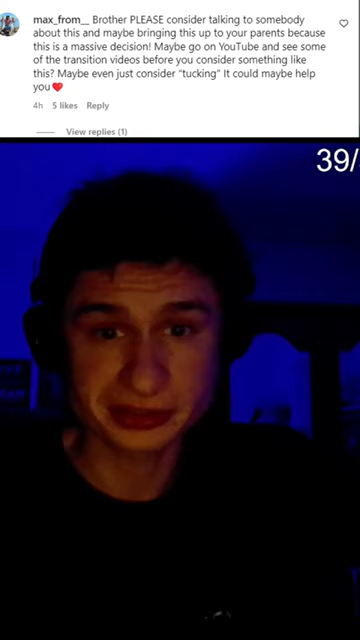 max_from__ Brother PLEASE consider talking to somebody
about this and maybe bringing this up to your parents because
this is a massive decision! Maybe go on YouTube and see some
of the transition videos before you consider something like
this? Maybe even just consider “tucking” It could maybe help
you❤️
4h 5 likes Reply
View replies (1)
39/